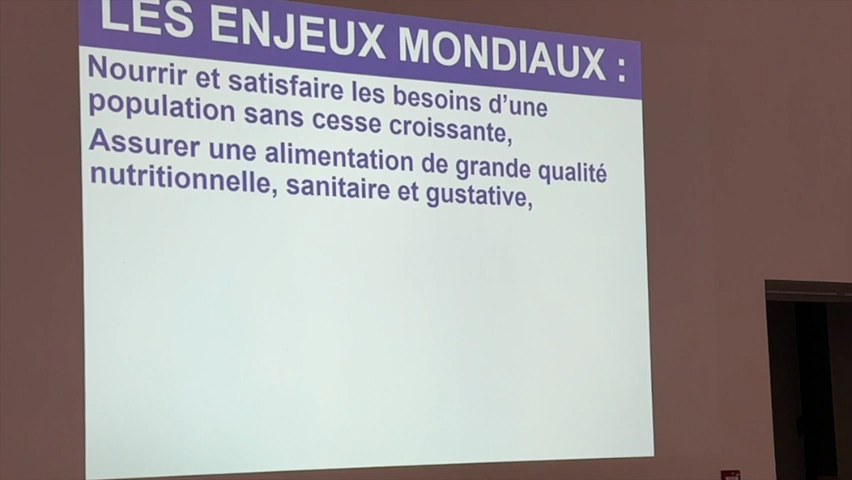 LES ENJEUX MONDIAUX :
Nourrir et satisfaire les besoins d'une
population sans cesse croissante,
Assurer une alimentation de grande qualité
nutritionnelle, sanitaire et gustative,